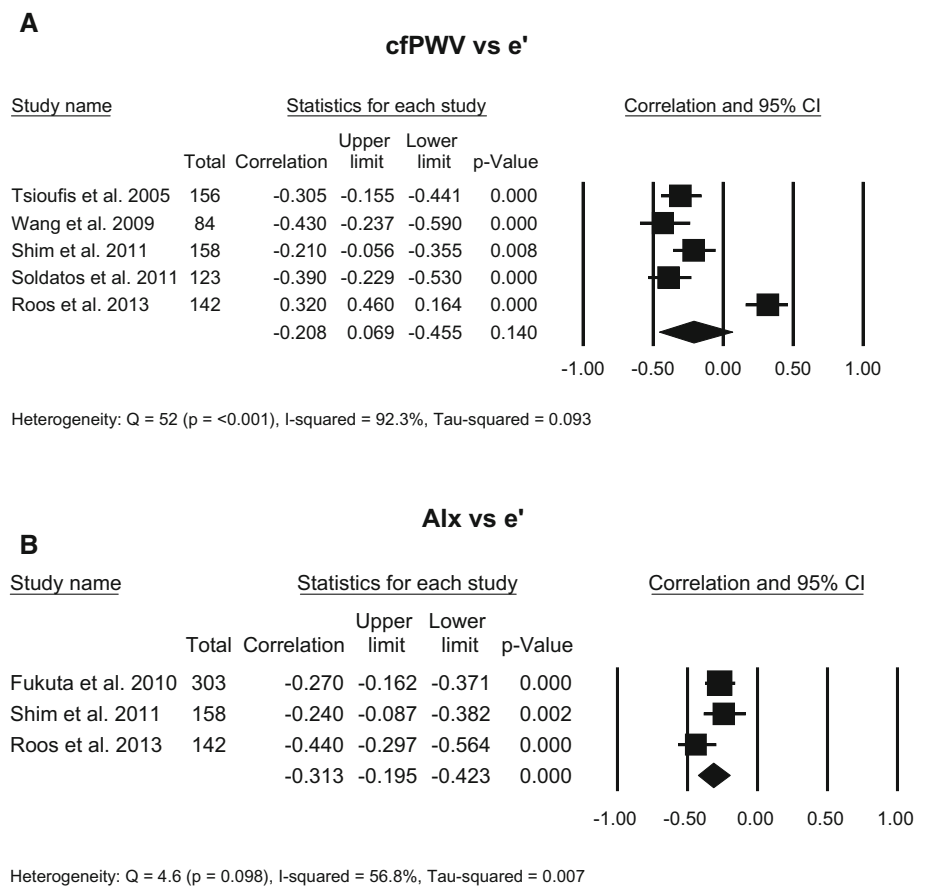 A
cfPWV vs e'
Study name Statistics for each study Correlation and 95% CI
Upper Lower
Total Correlation limit limit p-Value
Tsioufis et al. 2005 156 -0.305 -0.155 -0.441 0.000
Wang et al. 2009 84 -0.430 -0.237 -0.590 0.000
Shim et al. 2011 158 -0.210 -0.056 -0.355 0.008
Soldatos et al. 2011 123 -0.390 -0.229 -0.530 0.000
Roos et al. 2013 142 0.320 0.460 0.164 0.000
-0.208 0.069 -0.455 0.140
-1.00 -0.50 0.00 0.50 1.00
Heterogeneity: Q = 52 (p = <0.001), I-squared = 92.3%, Tau-squared = 0.093
AIx vs e'
B
Study name Statistics for each study Correlation and 95% CI
Upper Lower
Total Correlation limit limit p-Value
Fukuta et al. 2010 303 -0.270 -0.162 -0.371 0.000
Shim et al. 2011 158 -0.240 -0.087 -0.382 0.002
Roos et al. 2013 142 -0.440 -0.297 -0.564 0.000
-0.313 -0.195 -0.423 0.000
-1.00 -0.50 0.00 0.50 1.00
Heterogeneity: Q = 4.6 (p = 0.098), I-squared = 56.8%, Tau-squared = 0.007